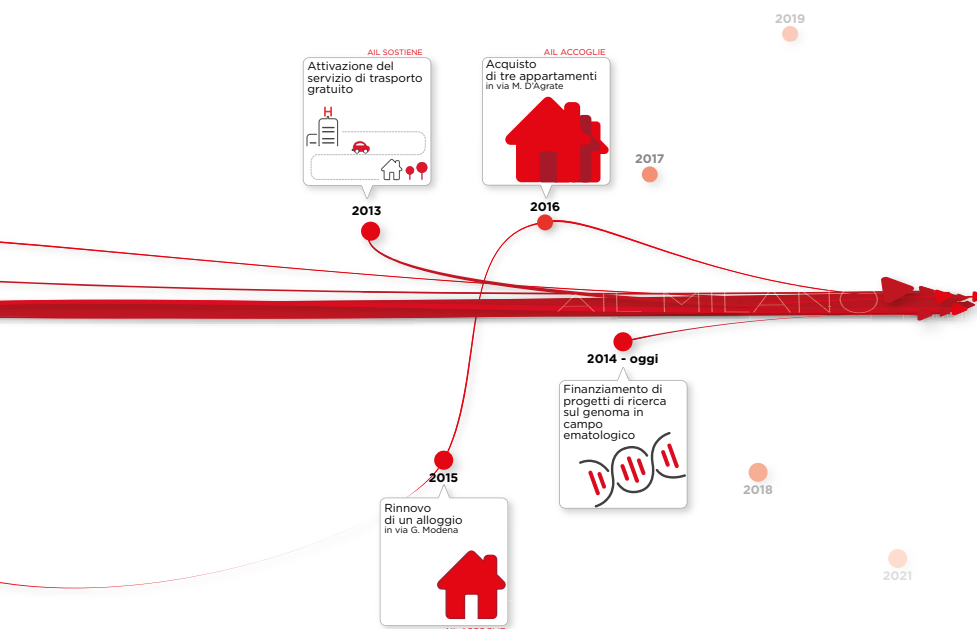 2019
AIL SOSTIENE
Attivazione del
servizio di trasporto
gratuito
H
2013
AIL ACCOGLIE
Acquisto
di tre appartamenti
in via M. D'Agrate
2016
2017
AIL MILANO
2014 - oggi
Finanziamento di
progetti di ricerca
sul genoma in
campo
ematologico
2015
Rinnovo
di un alloggio
in via G. Modena
2018
2021